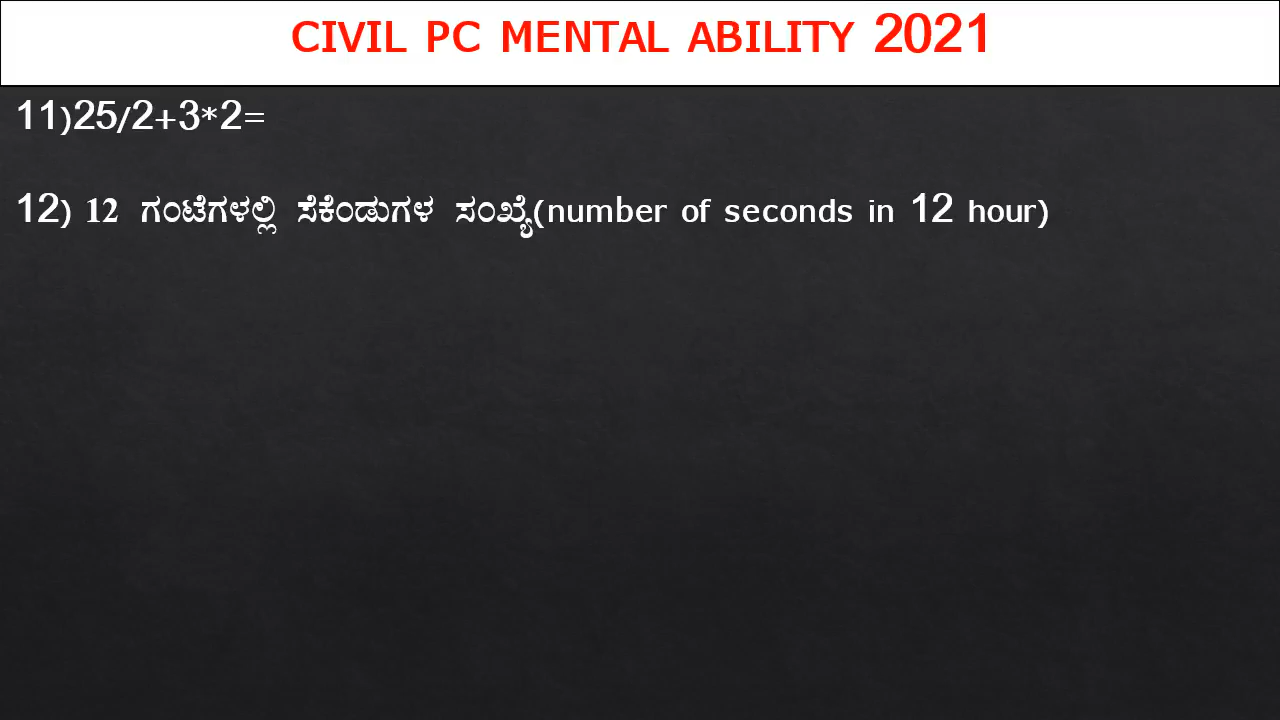 CIVIL PC MENTAL ABILITY 2021
11)25/2+3*2=
12) 12 ಗಂಟೆಗಳಲ್ಲಿ ಸೆಕೆಂಡುಗಳ ಸಂಖ್ಯೆ(number of seconds in 12 hour)